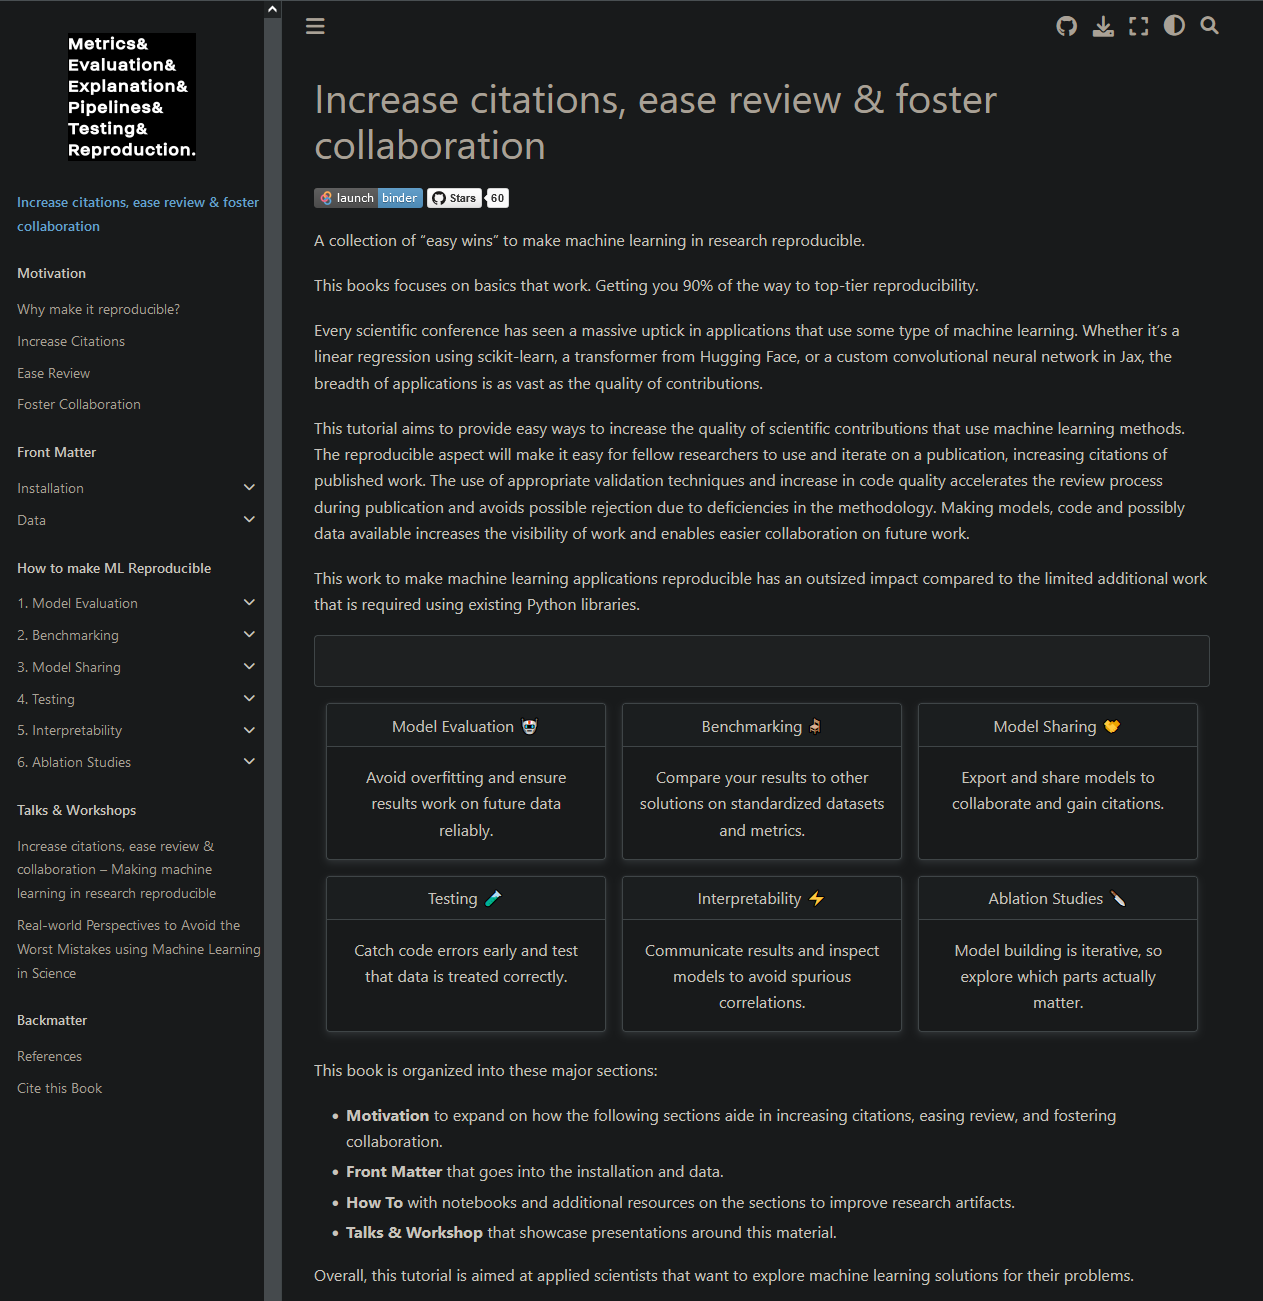 Metrics&
Evaluation&
Explanation&
Pipelines&
Testing&
Reproduction.
Increase citations, ease review & foster
collaboration
Motivation
Why make it reproducible?
Increase Citations
Ease Review
Foster Collaboration
Front Matter
Installation
Data
How to make ML Reproducible
1. Model Evaluation
2. Benchmarking
3. Model Sharing
4. Testing
5. Interpretability
6. Ablation Studies
Talks & Workshops
Increase citations, ease review &
collaboration – Making machine
learning in research reproducible
Real-world Perspectives to Avoid the
Worst Mistakes using Machine Learning
in Science
Backmatter
References
Cite this Book
Increase citations, ease review & foster
collaboration
launch binder Stars 60
A collection of “easy wins” to make machine learning in research reproducible.
This books focuses on basics that work. Getting you 90% of the way to top-tier reproducibility.
Every scientific conference has seen a massive uptick in applications that use some type of machine learning. Whether it’s a
linear regression using scikit-learn, a transformer from Hugging Face, or a custom convolutional neural network in Jax, the
breadth of applications is as vast as the quality of contributions.
This tutorial aims to provide easy ways to increase the quality of scientific contributions that use machine learning methods.
The reproducible aspect will make it easy for fellow researchers to use and iterate on a publication, increasing citations of
published work. The use of appropriate validation techniques and increase in code quality accelerates the review process
during publication and avoids possible rejection due to deficiencies in the methodology. Making models, code and possibly
data available increases the visibility of work and enables easier collaboration on future work.
This work to make machine learning applications reproducible has an outsized impact compared to the limited additional work
that is required using existing Python libraries.
Model Evaluation
Avoid overfitting and ensure
results work on future data
reliably.
Benchmarking
Compare your results to other
solutions on standardized datasets
and metrics.
Model Sharing
Export and share models to
collaborate and gain citations.
Testing
Catch code errors early and test
that data is treated correctly.
Interpretability
Communicate results and inspect
models to avoid spurious
correlations.
Ablation Studies
Model building is iterative, so
explore which parts actually
matter.
This book is organized into these major sections:
• Motivation to expand on how the following sections aide in increasing citations, easing review, and fostering
collaboration.
• Front Matter that goes into the installation and data.
• How To with notebooks and additional resources on the sections to improve research artifacts.
• Talks & Workshop that showcase presentations around this material.
Overall, this tutorial is aimed at applied scientists that want to explore machine learning solutions for their problems.